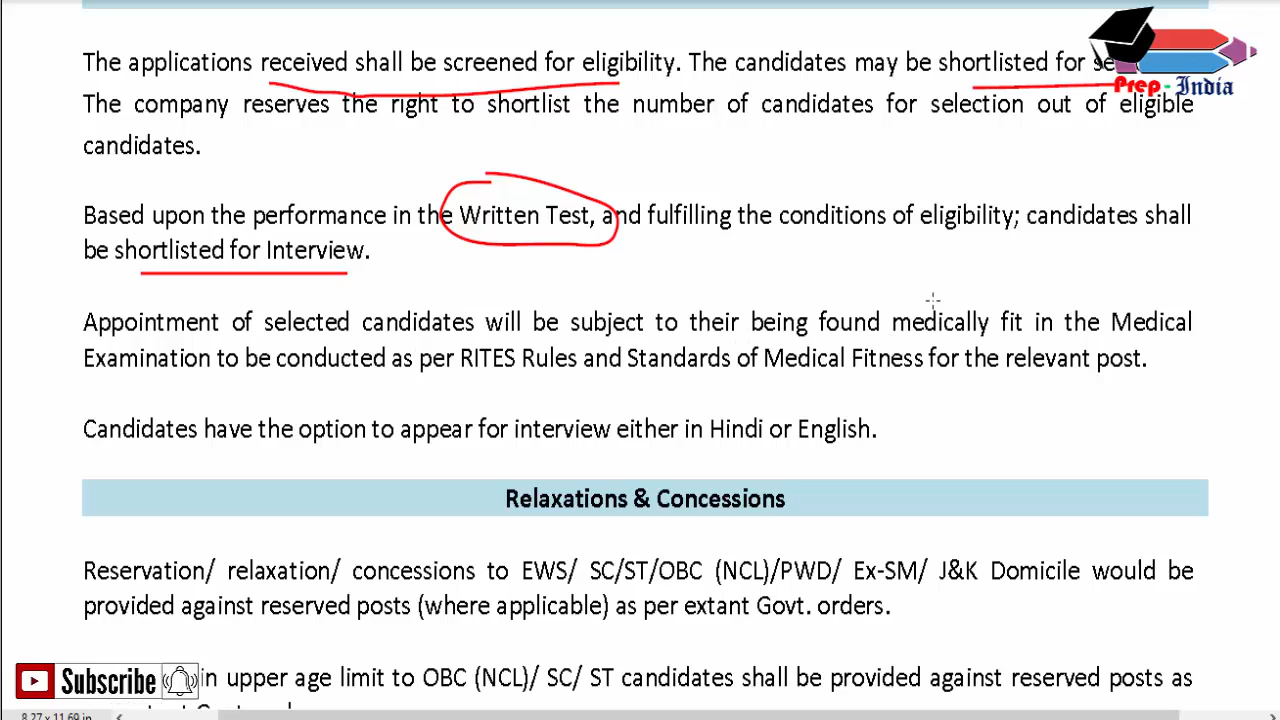 The applications received shall be screened for eligibility. The candidates may be shortlisted for
Prep - India
The company reserves the right to shortlist the number of candidates for selection out of eligible
candidates.
Based upon the performance in the Written Test, and fulfilling the conditions of eligibility; candidates shall
be shortlisted for Interview.
Appointment of selected candidates will be subject to their being found medically fit in the Medical
Examination to be conducted as per RITES Rules and Standards of Medical Fitness for the relevant post.
Candidates have the option to appear for interview either in Hindi or English.
Relaxations & Concessions
Reservation/ relaxation/ concessions to EWS/ SC/ST/OBC (NCL)/PWD/ Ex-SM/ J&K Domicile would be
provided against reserved posts (where applicable) as per extant Govt. orders.
Subscribe
in upper age limit to OBC (NCL)/ SC/ ST candidates shall be provided against reserved posts as
8.27 x 11.69 in